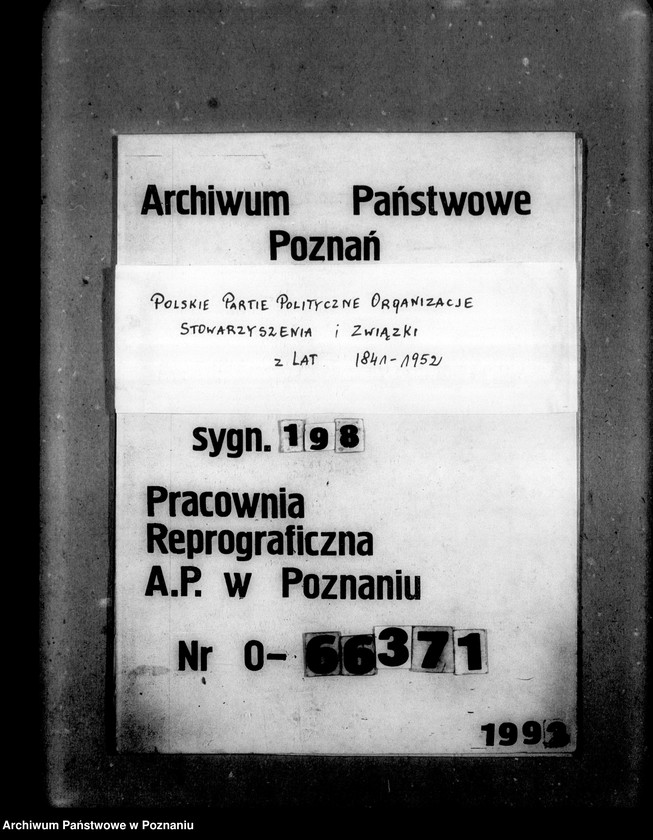 Archiwum Państwowe
Poznań
POLSKIE PARTIE POLITYCZNE ORGANIZACJE
STOWARZYSZENIA i ZWIĄZKI
z LAT 1841-1952
sygn. 198
Pracownia
Reprograficzna
A.P. w Poznaniu
Nr O-66371
1993
Archiwum Państwowe w Poznaniu